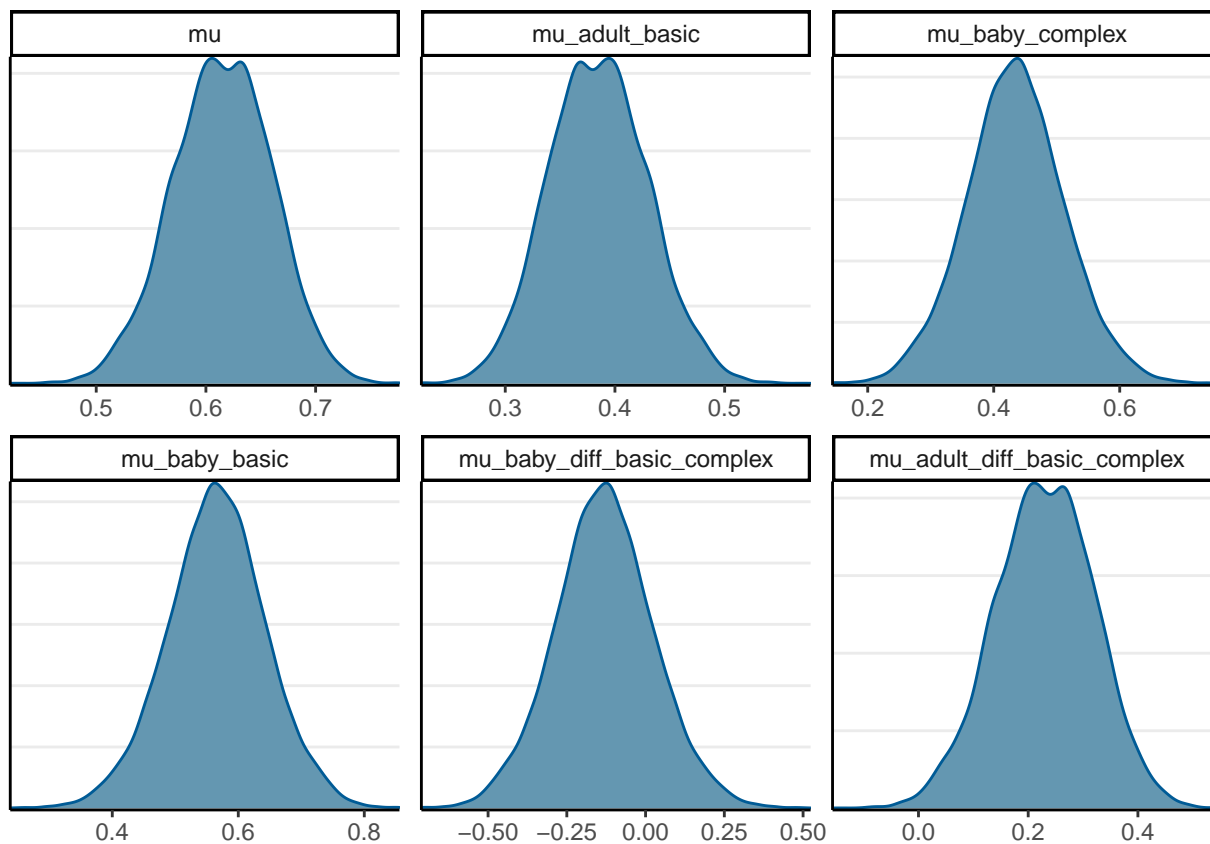 mu
mu_adult_basic
mu_baby_complex
0.5 0.6 0.7
0.3 0.4 0.5
0.2 0.4 0.6
mu_baby_basic
mu_baby_diff_basic_complex
mu_adult_diff_basic_complex
0.4 0.6 0.8
−0.50 −0.25 0.00 0.25 0.50
0.0 0.2 0.4